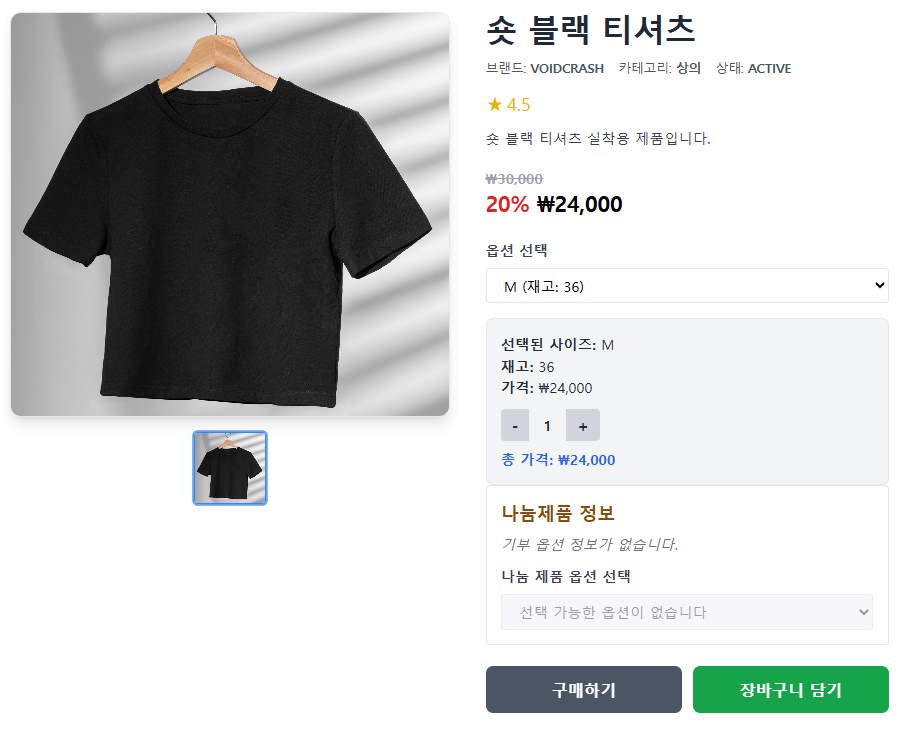 숏 블랙 티셔츠
브랜드: VOIDCRASH 카테고리: 상의 상태: ACTIVE
★ 4.5
숏 블랙 티셔츠 실착용 제품입니다.
₩30,000
20% ₩24,000
옵션 선택
M (재고: 36)
선택된 사이즈: M
재고: 36
가격: ₩24,000
- 1 +
총 가격: ₩24,000
나눔제품 정보
기부 옵션 정보가 없습니다.
나눔 제품 옵션 선택
선택 가능한 옵션이 없습니다
구매하기 장바구니 담기